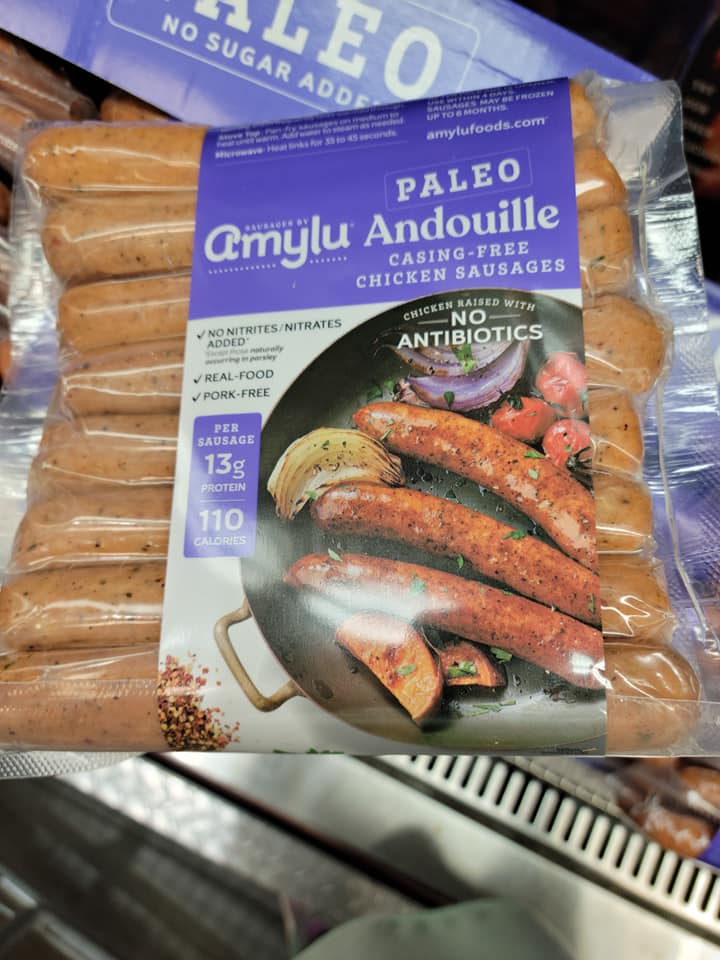 PALEO
NO SUGAR ADDE
Stove Top: Pan-fry sausages on medium to
heat until warm. Add water to steam as needed.
Microwave: Heat links for 35 to 45 seconds.
USE WITHIN 4 DAYS.
SAUSAGES MAY BE FROZEN
UP TO 6 MONTHS.
amylufoods.com
PALEO
SAUSAGES BY
amylu
Andouille
CASING-FREE
CHICKEN SAUSAGES
✓ NO NITRITES/NITRATES
ADDED*
*Except those naturally
occurring in parsley
✓ REAL-FOOD
✓ PORK-FREE
PER
SAUSAGE
13g
PROTEIN
110
CALORIES
CHICKEN RAISED WITH
NO
ANTIBIOTICS